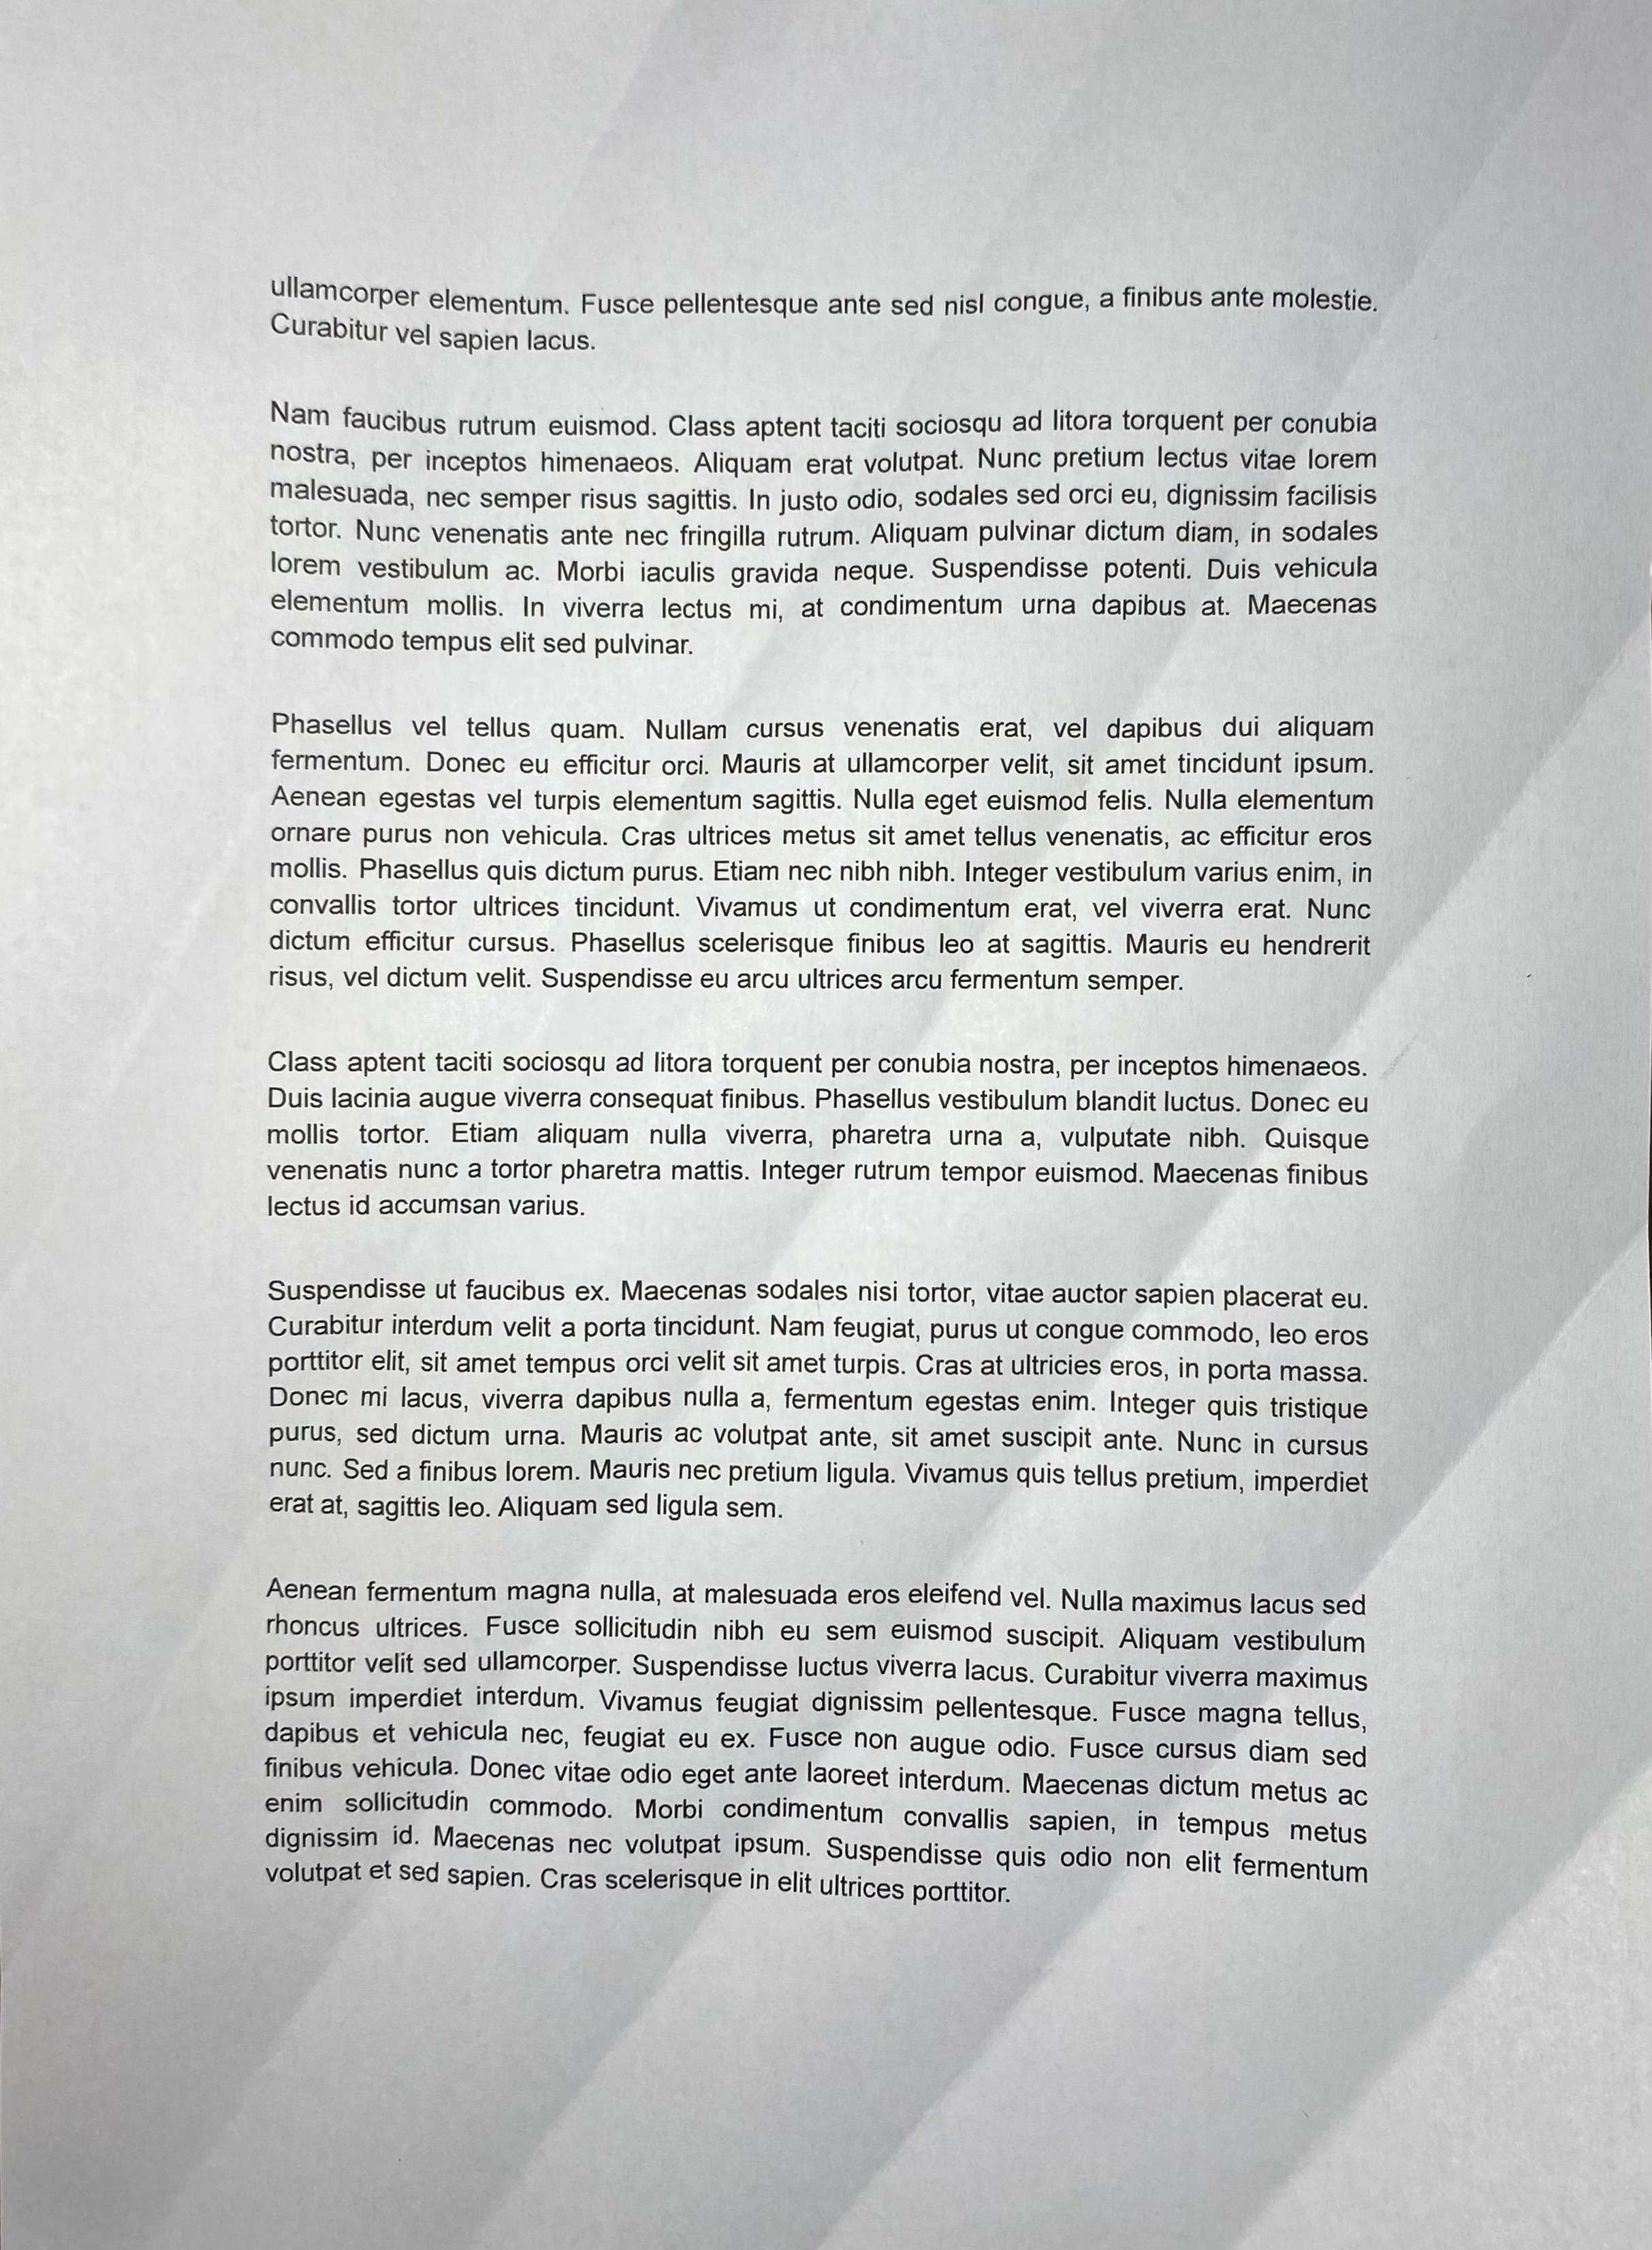 ullamcorper elementum. Fusce pellentesque ante sed nisl congue, a finibus ante molestie.
Curabitur vel sapien lacus.
Nam faucibus rutrum euismod. Class aptent taciti sociosqu ad litora torquent per conubia
nostra, per inceptos himenaeos. Aliquam erat volutpat. Nunc pretium lectus vitae lorem
malesuada, nec semper risus sagittis. In justo odio, sodales sed orci eu, dignissim facilisis
tortor. Nunc venenatis ante nec fringilla rutrum. Aliquam pulvinar dictum diam, in sodales
lorem vestibulum ac. Morbi iaculis gravida neque. Suspendisse potenti. Duis vehicula
elementum mollis. In viverra lectus mi, at condimentum urna dapibus at. Maecenas
commodo tempus elit sed pulvinar.
Phasellus vel tellus quam. Nullam cursus venenatis erat, vel dapibus dui aliquam
fermentum. Donec eu efficitur orci. Mauris at ullamcorper velit, sit amet tincidunt ipsum.
Aenean egestas vel turpis elementum sagittis. Nulla eget euismod felis. Nulla elementum
ornare purus non vehicula. Cras ultrices metus sit amet tellus venenatis, ac efficitur eros
mollis. Phasellus quis dictum purus. Etiam nec nibh nibh. Integer vestibulum varius enim, in
convallis tortor ultrices tincidunt. Vivamus ut condimentum erat, vel viverra erat. Nunc
dictum efficitur cursus. Phasellus scelerisque finibus leo at sagittis. Mauris eu hendrerit
risus, vel dictum velit. Suspendisse eu arcu ultrices arcu fermentum semper.
Class aptent taciti sociosqu ad litora torquent per conubia nostra, per inceptos himenaeos.
Duis lacinia augue viverra consequat finibus. Phasellus vestibulum blandit luctus. Donec eu
mollis tortor. Etiam aliquam nulla viverra, pharetra urna a, vulputate nibh. Quisque
venenatis nunc a tortor pharetra mattis. Integer rutrum tempor euismod. Maecenas finibus
lectus id accumsan varius.
Suspendisse ut faucibus ex. Maecenas sodales nisi tortor, vitae auctor sapien placerat eu.
Curabitur interdum velit a porta tincidunt. Nam feugiat, purus ut congue commodo, leo eros
porttitor elit, sit amet tempus orci velit sit amet turpis. Cras at ultricies eros, in porta massa.
Donec mi lacus, viverra dapibus nulla a, fermentum egestas enim. Integer quis tristique
purus, sed dictum urna. Mauris ac volutpat ante, sit amet suscipit ante. Nunc in cursus
nunc. Sed a finibus lorem. Mauris nec pretium ligula. Vivamus quis tellus pretium, imperdiet
erat at, sagittis leo. Aliquam sed ligula sem.
Aenean fermentum magna nulla, at malesuada eros eleifend vel. Nulla maximus lacus sed
rhoncus ultrices. Fusce sollicitudin nibh eu sem euismod suscipit. Aliquam vestibulum
porttitor velit sed ullamcorper. Suspendisse luctus viverra lacus. Curabitur viverra maximus
ipsum imperdiet interdum. Vivamus feugiat dignissim pellentesque. Fusce magna tellus,
dapibus et vehicula nec, feugiat eu ex. Fusce non augue odio. Fusce cursus diam sed
finibus vehicula. Donec vitae odio eget ante laoreet interdum. Maecenas dictum metus ac
enim sollicitudin commodo. Morbi condimentum convallis sapien, in tempus metus
dignissim id. Maecenas nec volutpat ipsum. Suspendisse quis odio non elit fermentum
volutpat et sed sapien. Cras scelerisque in elit ultrices porttitor.